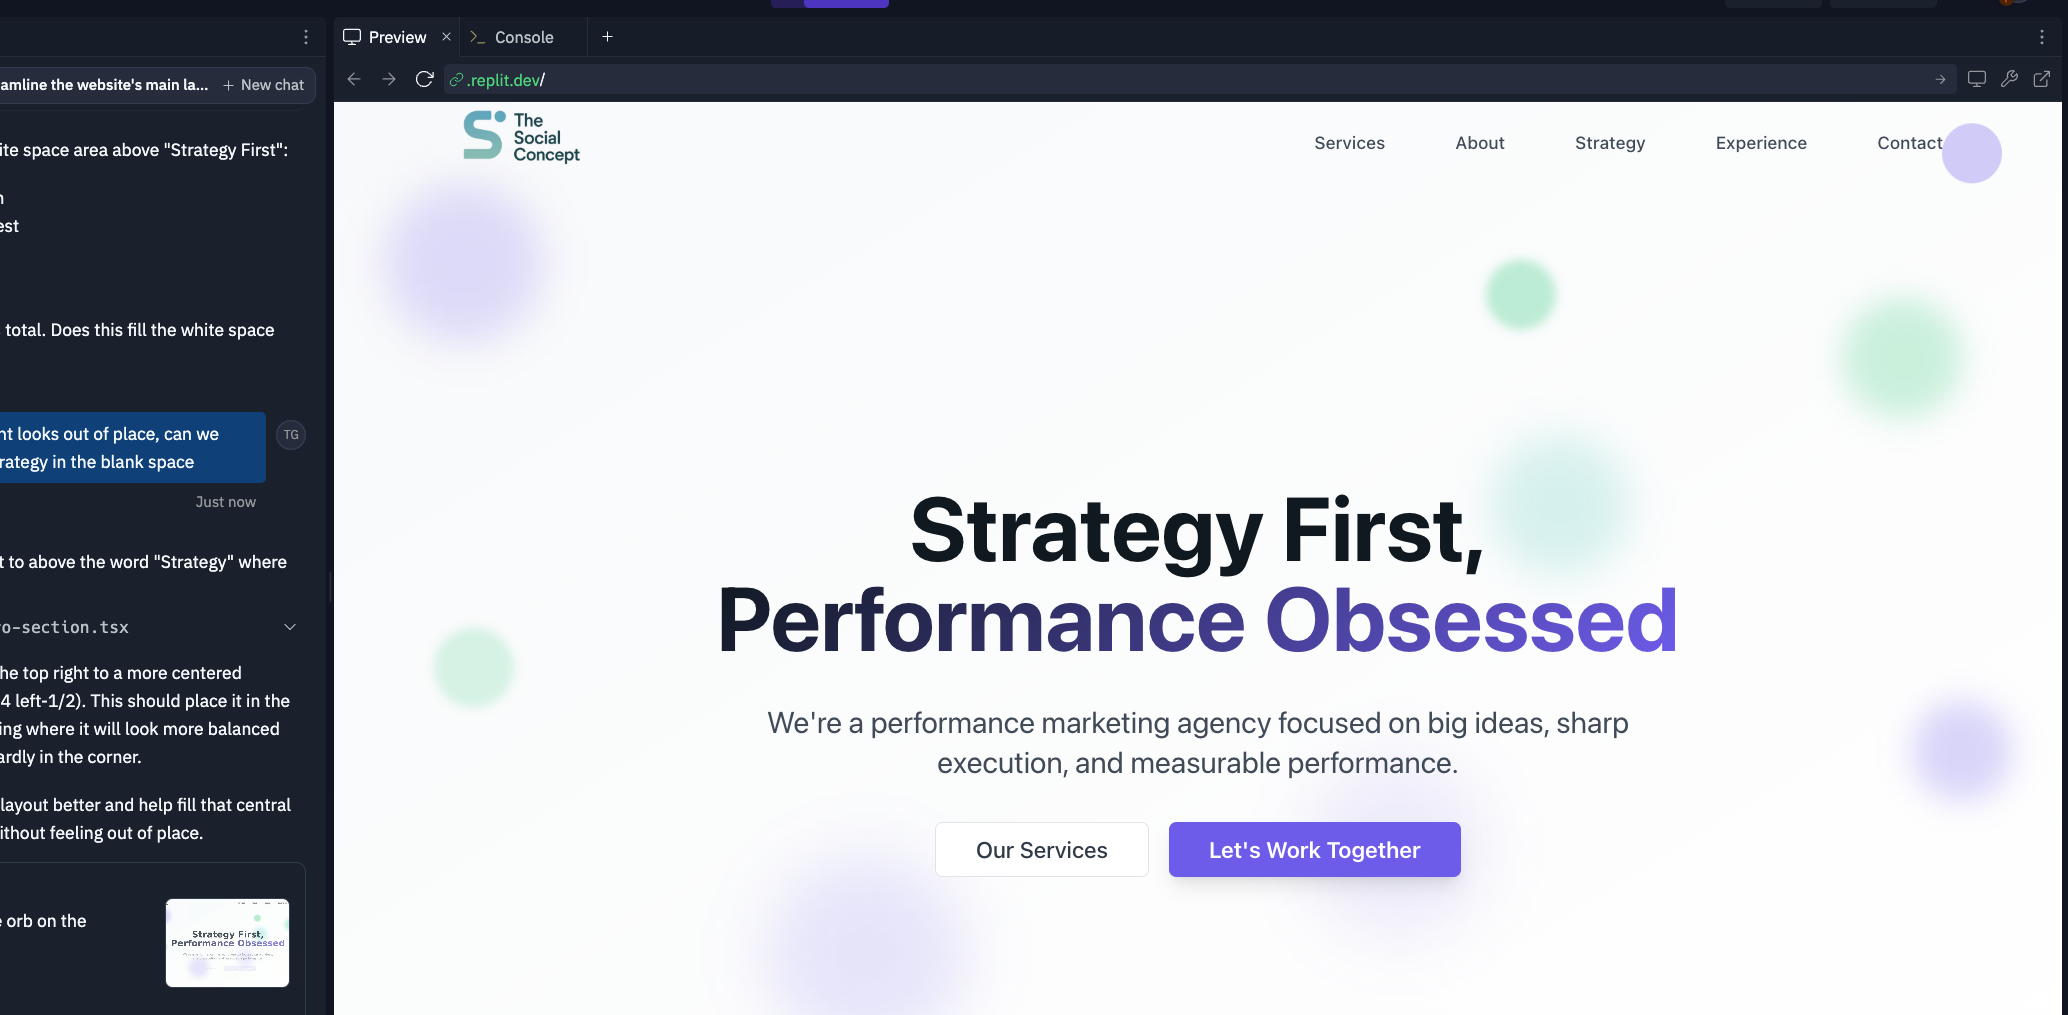 Preview
Console
amline the website's main la...
New chat
.replit.dev/
ite space area above "Strategy First":
est
total. Does this fill the white space
nt looks out of place, can we
rategy in the blank space
TG
Just now
t to above the word "Strategy" where
o-section.tsx
he top right to a more centered
4 left-1/2). This should place it in the
ing where it will look more balanced
ardly in the corner.
layout better and help fill that central
ithout feeling out of place.
e orb on the
Strategy First,
Performance Obsessed
The
Social
Concept
Services
About
Strategy
Experience
Contact
Strategy First,
Performance Obsessed
We're a performance marketing agency focused on big ideas, sharp
execution, and measurable performance.
Our Services
Let's Work Together